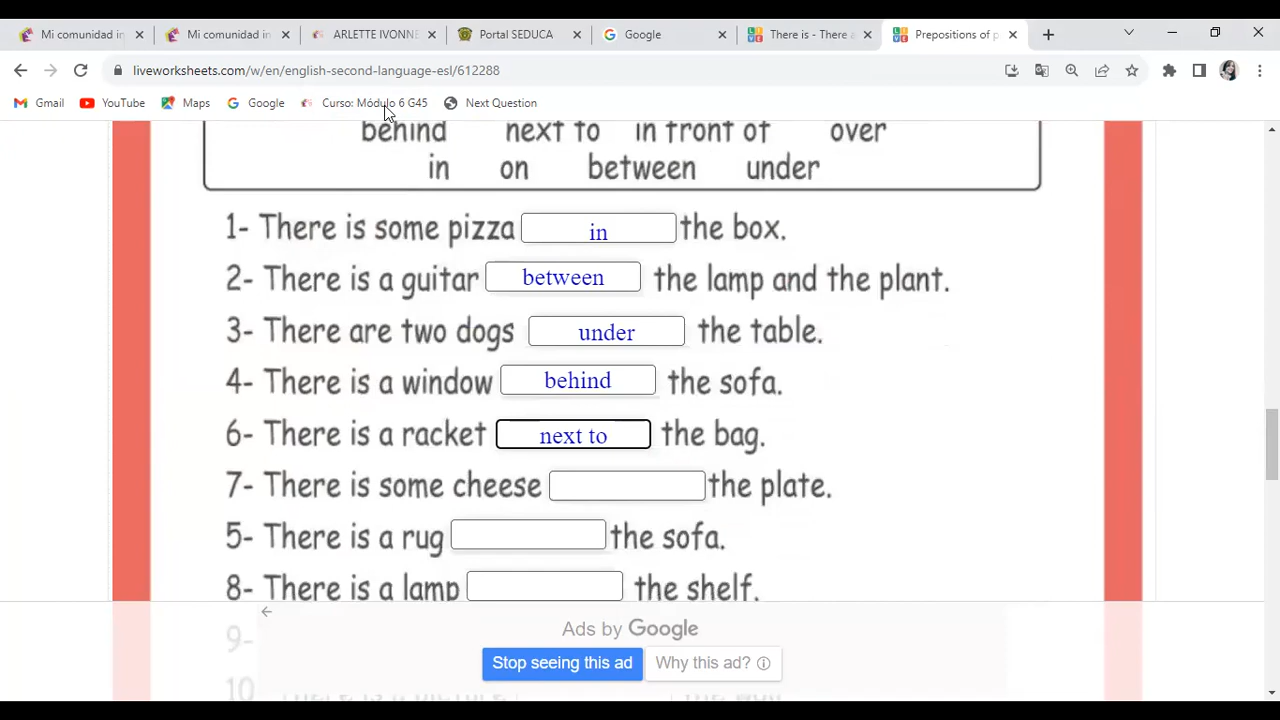 Mi comunidad in
Mi comunidad in
ARLETTE IVONNE
Portal SEDUCA
Google
There is - There a
Prepositions of p
liveworksheets.com/w/en/english-second-language-esl/612288
Gmail
YouTube
Maps
Google
Curso: Módulo 6 G45
Next Question
behind next to in front of over
in on between under
1- There is some pizza in the box.
2- There is a guitar between the lamp and the plant.
3- There are two dogs under the table.
4- There is a window behind the sofa.
6- There is a racket next to the bag.
7- There is some cheese the plate.
5- There is a rug the sofa.
8- There is a lamp the shelf.
9-
10
Ads by Google
Stop seeing this ad
Why this ad?